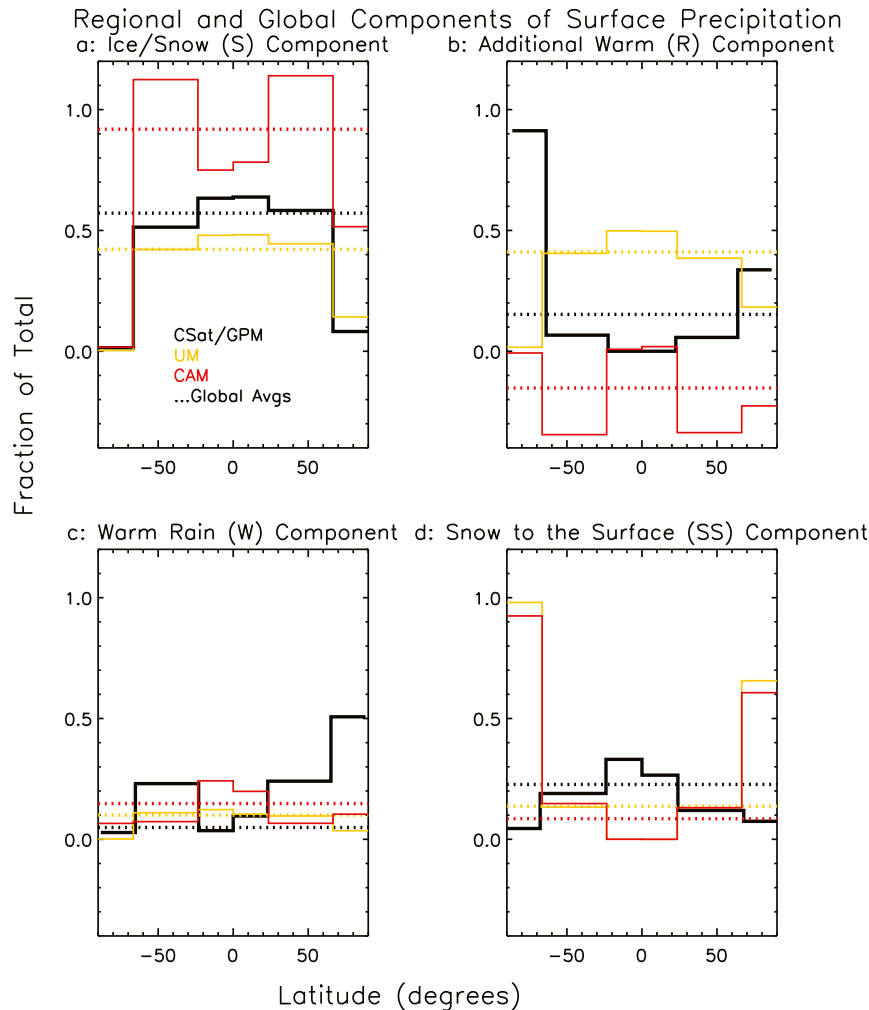 Regional and Global Components of Surface Precipitation
a: Ice/Snow (S) Component
b: Additional Warm (R) Component
1.0
0.5
0.0
CSat/GPM
UM
CAM
...Global Avgs
−50 0 50
1.0
0.5
0.0
−50 0 50
Fraction of Total
c: Warm Rain (W) Component
d: Snow to the Surface (SS) Component
1.0
0.5
0.0
−50 0 50
1.0
0.5
0.0
−50 0 50
Latitude (degrees)